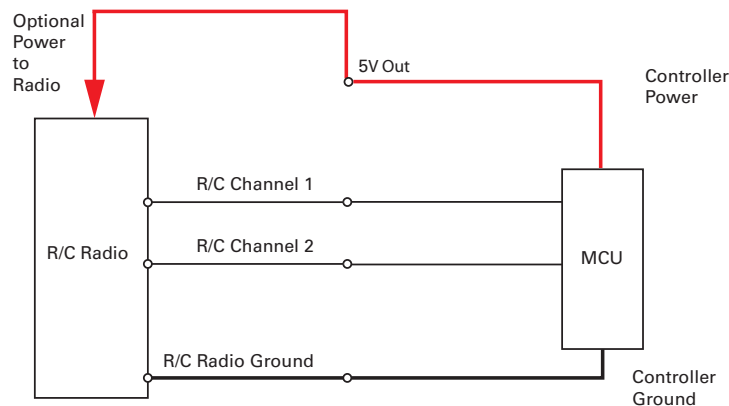 Optional
Power
to
Radio
5V Out
Controller
Power
R/C Channel 1
R/C Radio
R/C Channel 2
MCU
R/C Radio Ground
Controller
Ground